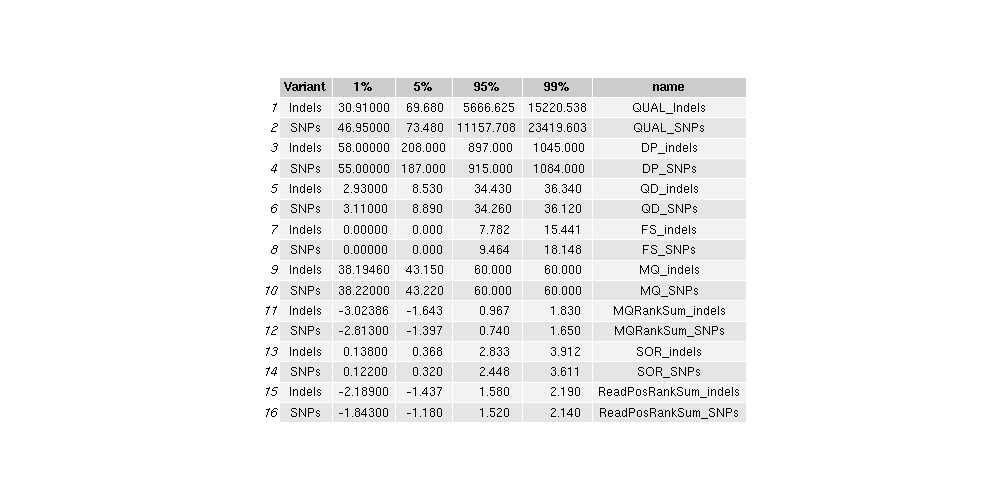 Variant 1% 5% 95% 99% name
1 Indels 30.91000 69.680 5666.625 15220.538 QUAL_Indels
2 SNPs 46.95000 73.480 11157.708 23419.603 QUAL_SNPs
3 Indels 58.00000 208.000 897.000 1045.000 DP_indels
4 SNPs 55.00000 187.000 915.000 1084.000 DP_SNPs
5 Indels 2.93000 8.530 34.430 36.340 QD_indels
6 SNPs 3.11000 8.890 34.260 36.120 QD_SNPs
7 Indels 0.00000 0.000 7.782 15.441 FS_indels
8 SNPs 0.00000 0.000 9.464 18.148 FS_SNPs
9 Indels 38.19460 43.150 60.000 60.000 MQ_indels
10 SNPs 38.22000 43.220 60.000 60.000 MQ_SNPs
11 Indels -3.02386 -1.643 0.967 1.830 MQRankSum_indels
12 SNPs -2.81300 -1.397 0.740 1.650 MQRankSum_SNPs
13 Indels 0.13800 0.368 2.833 3.912 SOR_indels
14 SNPs 0.12200 0.320 2.448 3.611 SOR_SNPs
15 Indels -2.18900 -1.437 1.580 2.190 ReadPosRankSum_indels
16 SNPs -1.84300 -1.180 1.520 2.140 ReadPosRankSum_SNPs